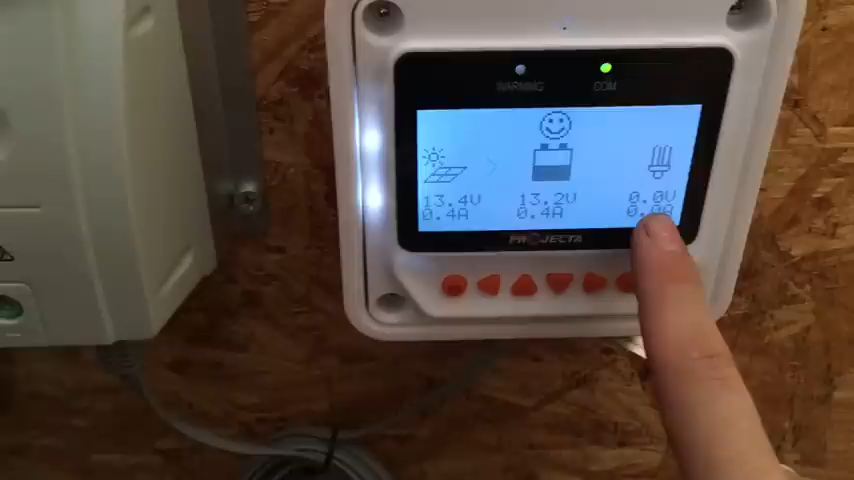 WARNING COM
13.4V 13.2V 0.0V
0.4A 0.4A 0.0A
PROJECTA